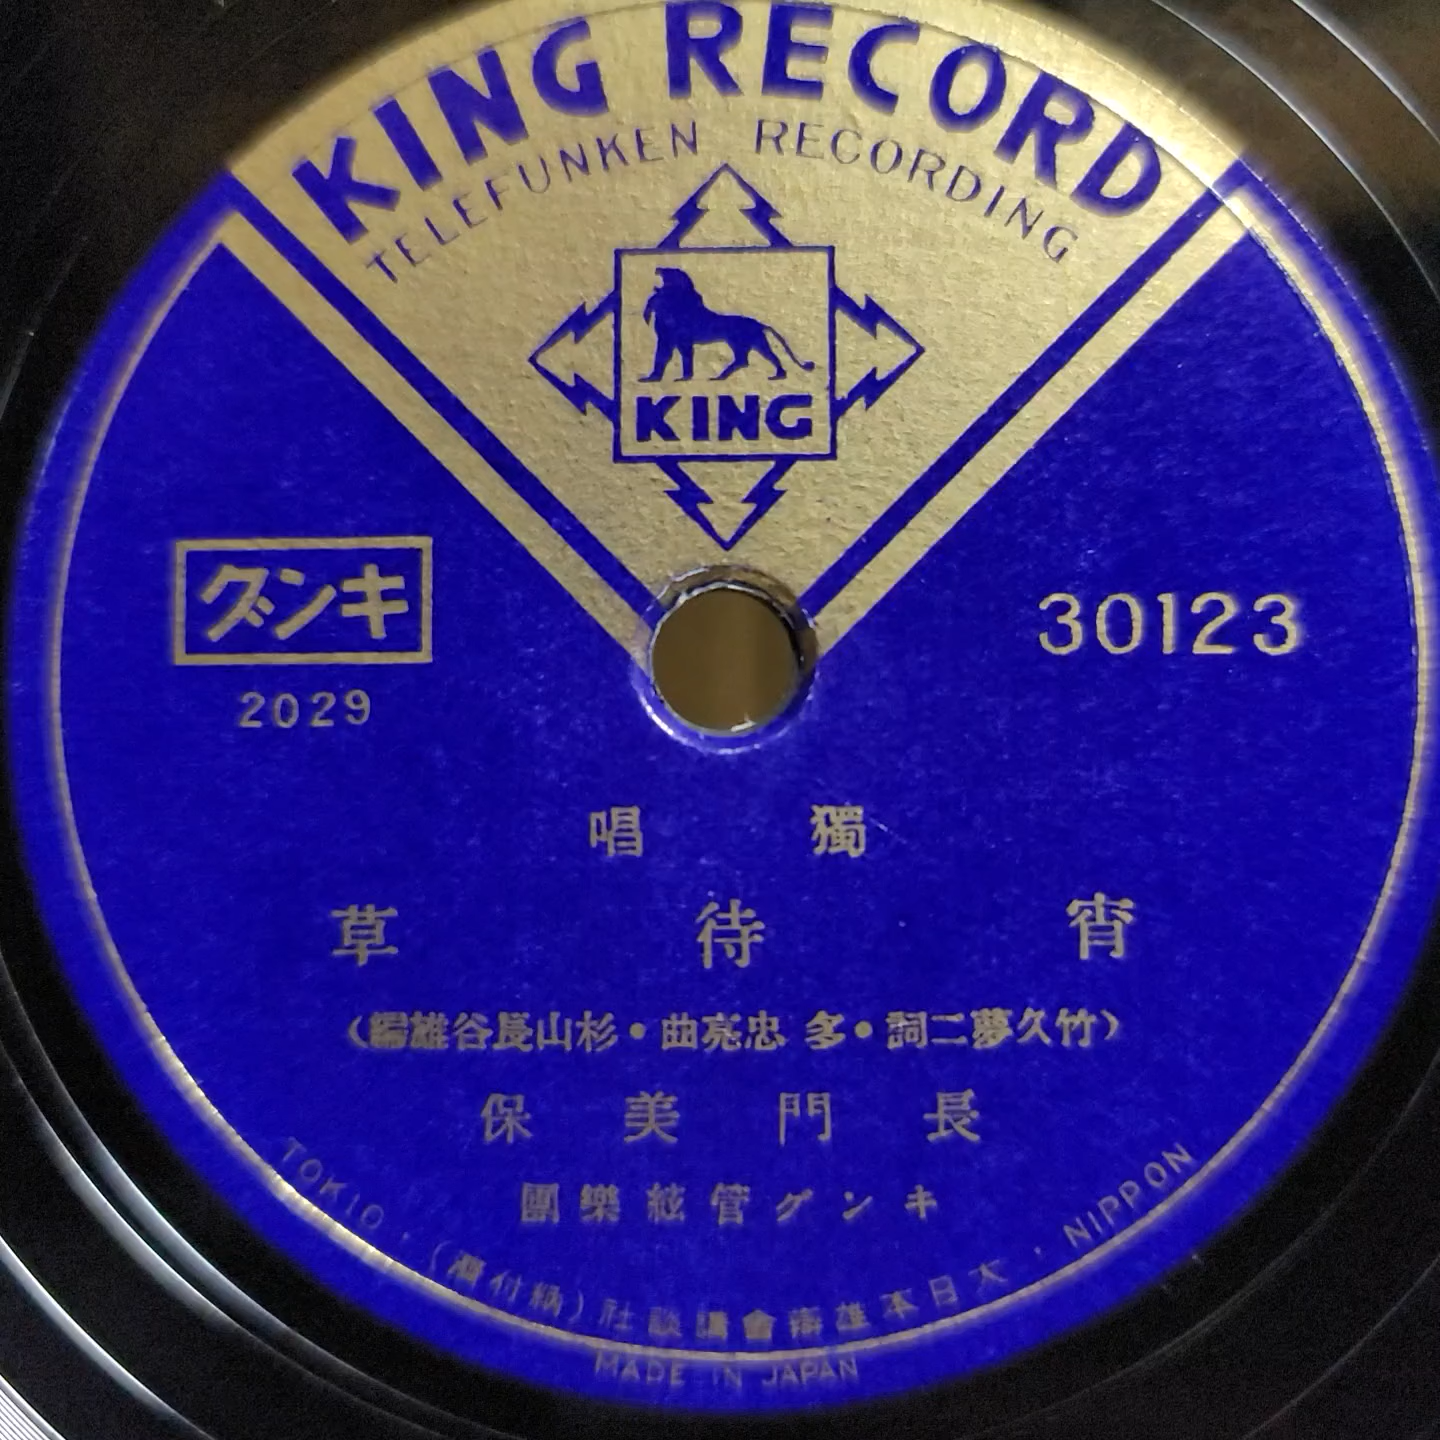 KING RECORD
TELEFUNKEN RECORDING
KING
キング
2029
30123
獨唱
宵待草
(竹久夢二詞・多 忠亮曲・杉山長谷雄編)
長門美保
キング管絃樂團
TOKIO . 大日本雄辯會講談社(納付濟) . NIPPON
MADE IN JAPAN